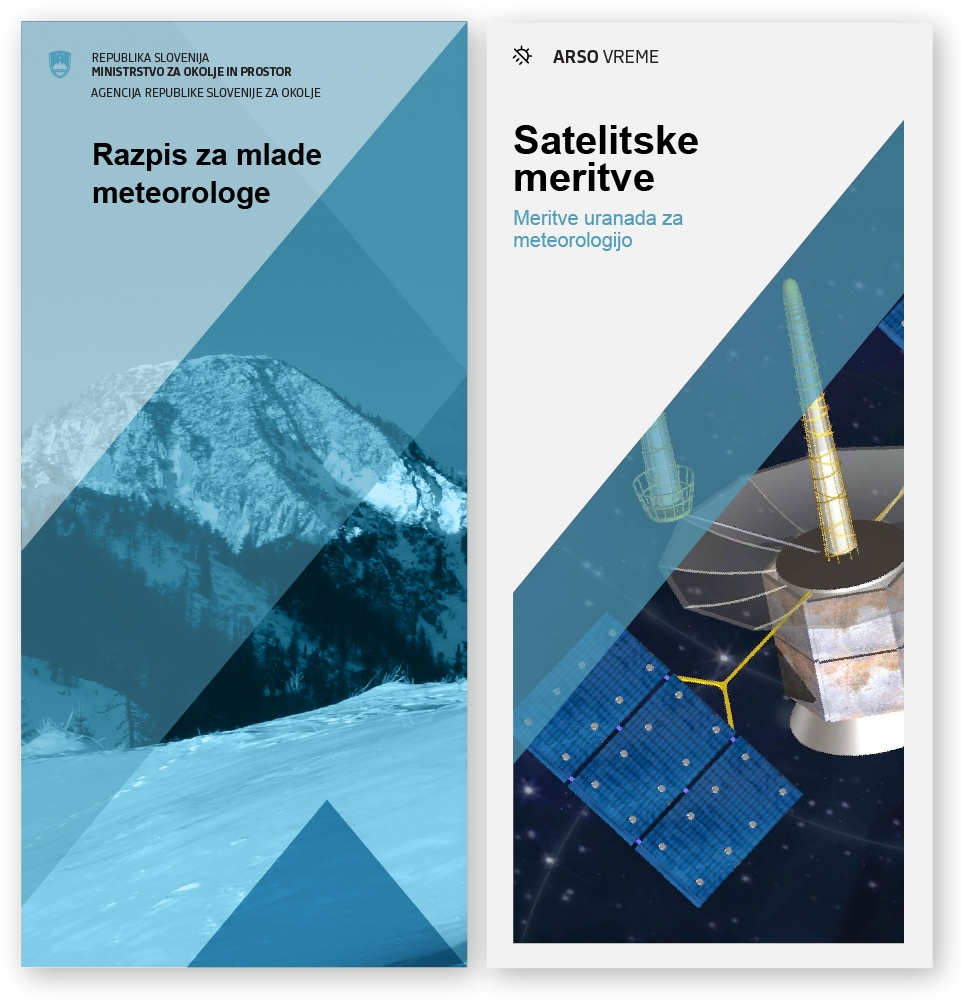 REPUBLIKA SLOVENIJA
MINISTRSTVO ZA OKOLJE IN PROSTOR
AGENCIJA REPUBLIKE SLOVENIJE ZA OKOLJE
Razpis za mlade
meteorologe
ARSO VREME
Satelitske
meritve
Meritve uranada za
meteorologijo